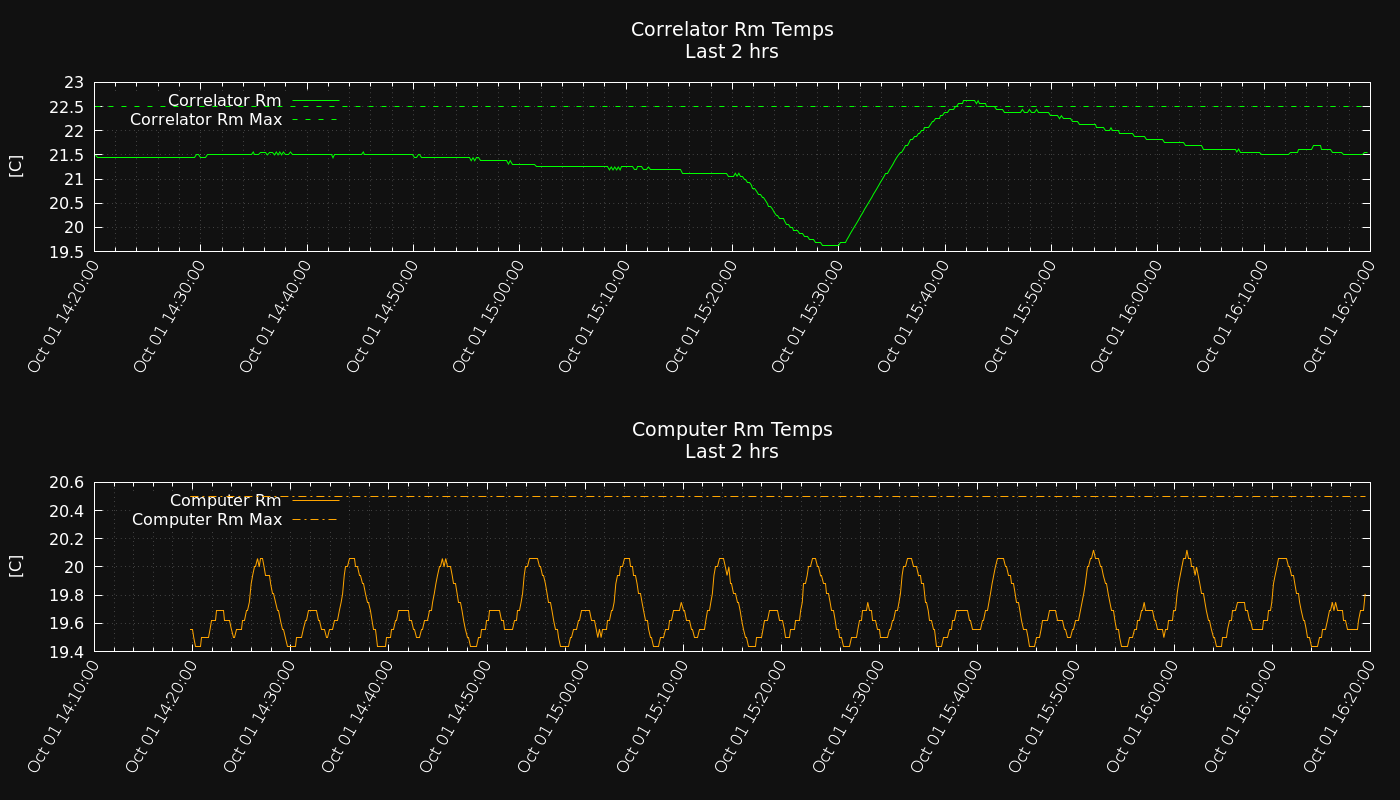 Correlator Rm Temps
Last 2 hrs
[C]
23
22.5
22
21.5
21
20.5
20
19.5
Correlator Rm
Correlator Rm Max
Oct 01 14:20:00
Oct 01 14:30:00
Oct 01 14:40:00
Oct 01 14:50:00
Oct 01 15:00:00
Oct 01 15:10:00
Oct 01 15:20:00
Oct 01 15:30:00
Oct 01 15:40:00
Oct 01 15:50:00
Oct 01 16:00:00
Oct 01 16:10:00
Oct 01 16:20:00
Computer Rm Temps
Last 2 hrs
[C]
20.6
20.4
20.2
20
19.8
19.6
19.4
Computer Rm
Computer Rm Max
Oct 01 14:10:00
Oct 01 14:20:00
Oct 01 14:30:00
Oct 01 14:40:00
Oct 01 14:50:00
Oct 01 15:00:00
Oct 01 15:10:00
Oct 01 15:20:00
Oct 01 15:30:00
Oct 01 15:40:00
Oct 01 15:50:00
Oct 01 16:00:00
Oct 01 16:10:00
Oct 01 16:20:00